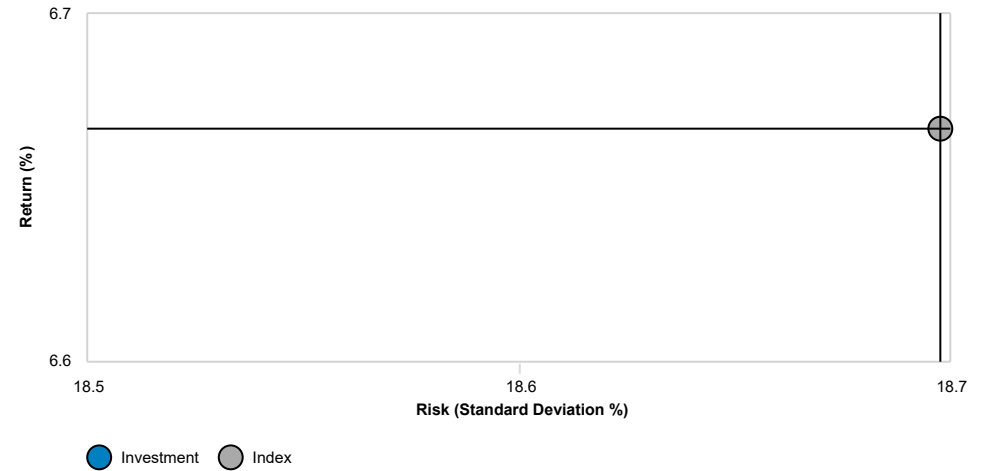 6.7
Return (%)
6.6
18.5
18.6
18.7
Risk (Standard Deviation %)
Investment
Index